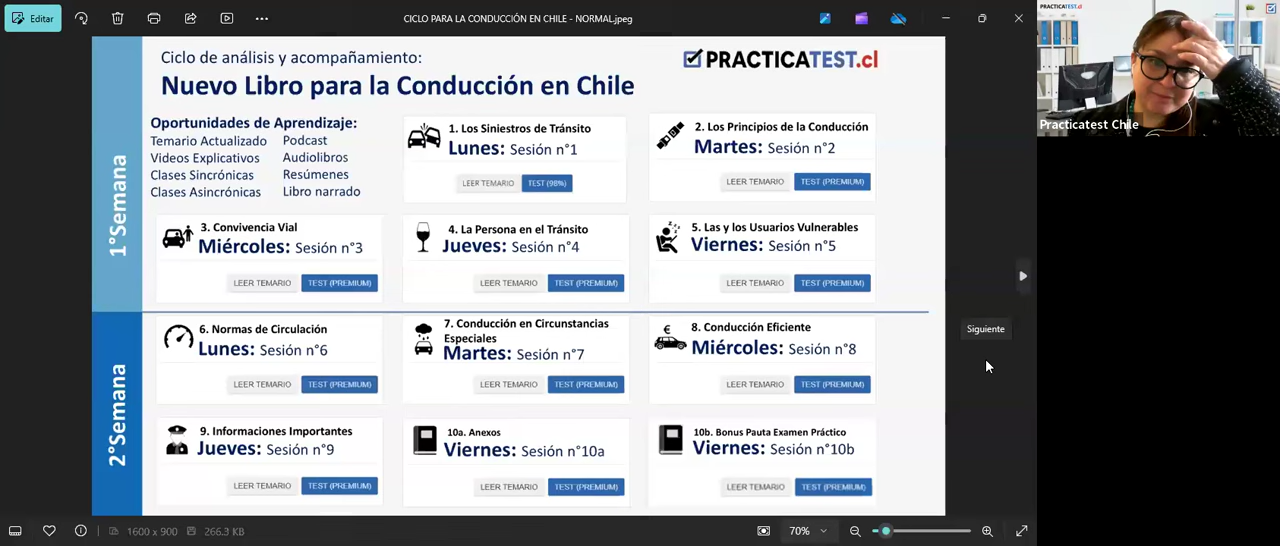 Editar
CICLO PARA LA CONDUCCIÓN EN CHILE - NORMAL.jpeg
PRACTICATEST.cl
Practicatest Chile
Ciclo de análisis y acompañamiento:
Nuevo Libro para la Conducción en Chile
PRACTICATEST.cl
1°Semana
Oportunidades de Aprendizaje:
Temario Actualizado
Podcast
Videos Explicativos
Audiolibros
Clases Sincrónicas
Resúmenes
Clases Asincrónicas
Libro narrado
1. Los Siniestros de Tránsito
Lunes: Sesión n°1
LEER TEMARIO
TEST (98%)
2. Los Principios de la Conducción
Martes: Sesión n°2
LEER TEMARIO
TEST (PREMIUM)
3. Convivencia Vial
Miércoles: Sesión n°3
LEER TEMARIO
TEST (PREMIUM)
4. La Persona en el Tránsito
Jueves: Sesión n°4
LEER TEMARIO
TEST (PREMIUM)
5. Las y los Usuarios Vulnerables
Viernes: Sesión n°5
LEER TEMARIO
TEST (PREMIUM)
2°Semana
6. Normas de Circulación
Lunes: Sesión n°6
LEER TEMARIO
TEST (PREMIUM)
7. Conducción en Circunstancias
Especiales
Martes: Sesión n°7
LEER TEMARIO
TEST (PREMIUM)
8. Conducción Eficiente
Miércoles: Sesión n°8
LEER TEMARIO
TEST (PREMIUM)
9. Informaciones Importantes
Jueves: Sesión n°9
LEER TEMARIO
TEST (PREMIUM)
10a. Anexos
Viernes: Sesión n°10a
LEER TEMARIO
TEST (PREMIUM)
10b. Bonus Pauta Examen Práctico
Viernes: Sesión n°10b
LEER TEMARIO
TEST (PREMIUM)
Siguiente
1600 x 900
266.3 KB
70%